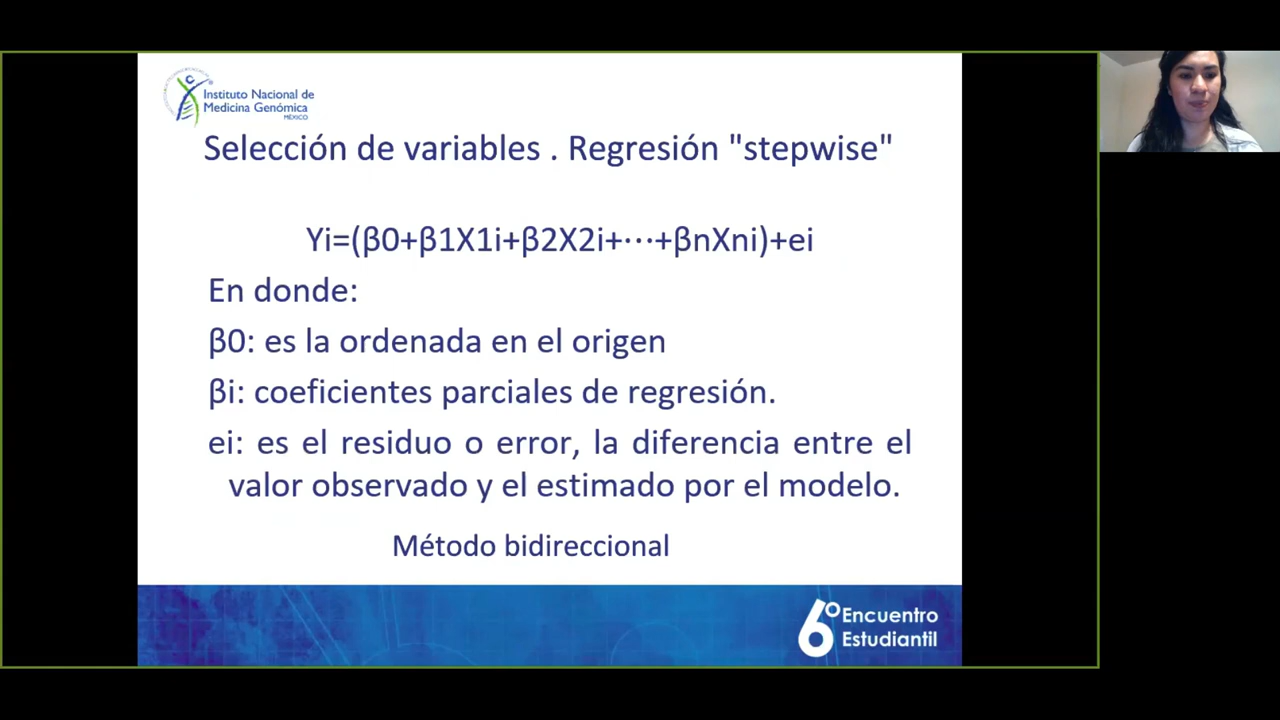 Instituto Nacional de
Medicina Genómica
MÉXICO
Selección de variables . Regresión "stepwise"
Yi=(β0+β1X1i+β2X2i+⋯+βnXni)+ei
En donde:
β0: es la ordenada en el origen
βi: coeficientes parciales de regresión.
ei: es el residuo o error, la diferencia entre el
valor observado y el estimado por el modelo.
Método bidireccional
6º Encuentro
Estudiantil